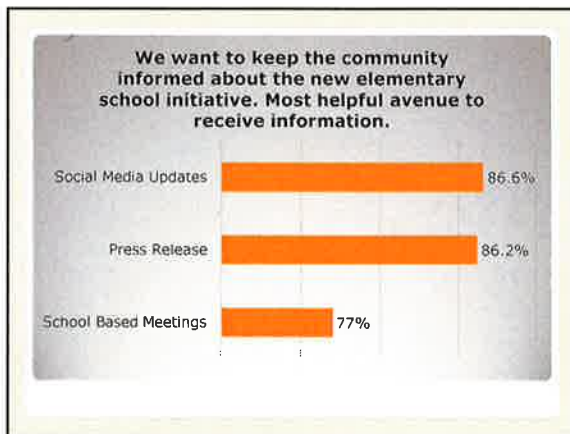 We want to keep the community
informed about the new elementary
school initiative. Most helpful avenue to
receive information.
Social Media Updates
86.6%
Press Release
86.2%
School Based Meetings
77%